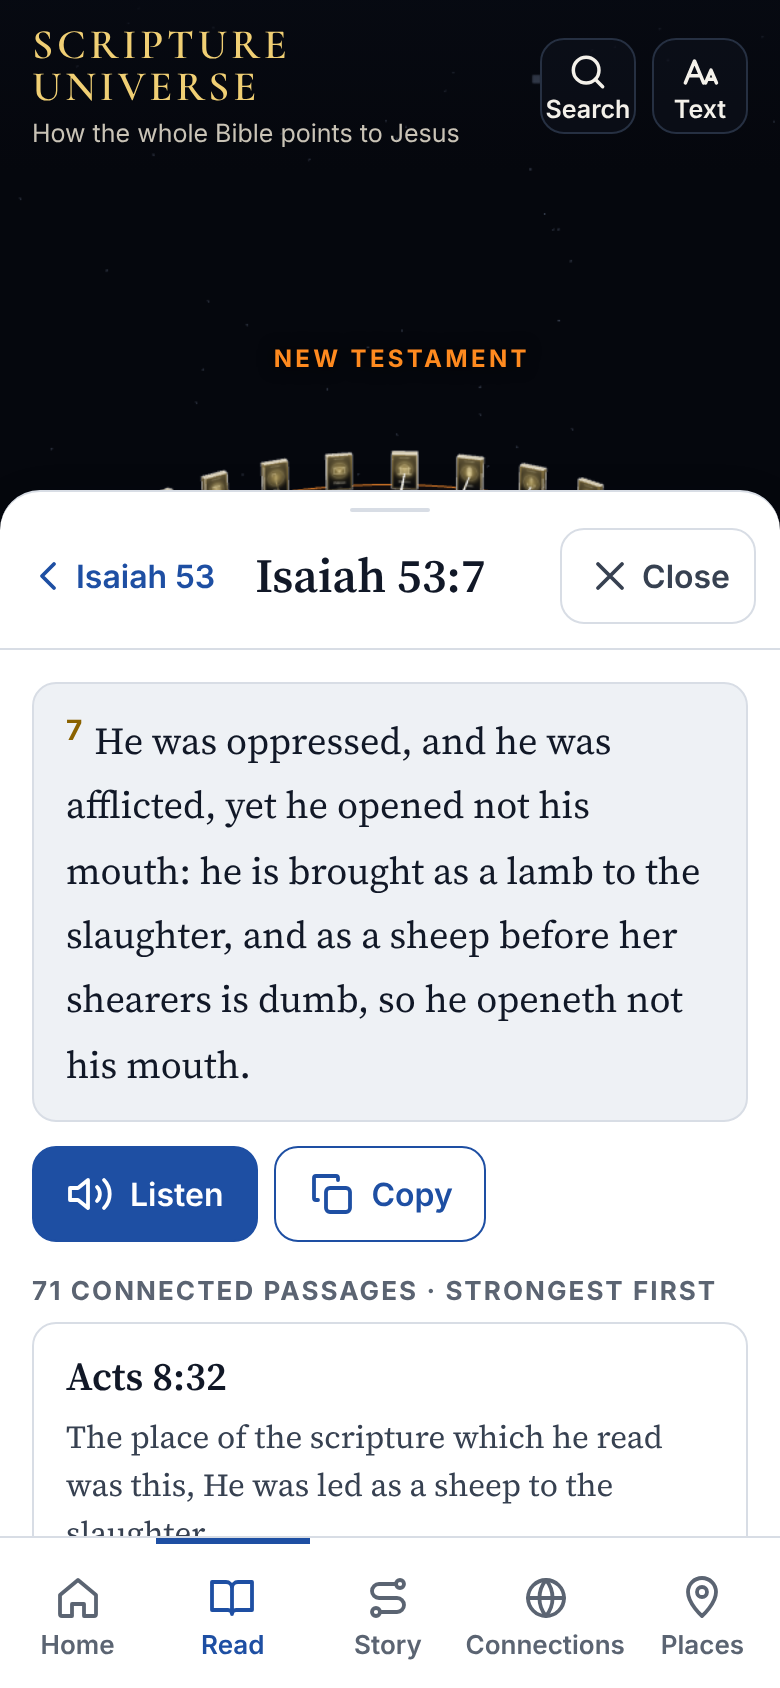 SCRIPTURE
UNIVERSE
How the whole Bible points to Jesus
Search
Text
NEW TESTAMENT
Isaiah 53
Isaiah 53:7
Close
7 He was oppressed, and he was
afflicted, yet he opened not his
mouth: he is brought as a lamb to the
slaughter, and as a sheep before her
shearers is dumb, so he openeth not
his mouth.
Listen
Copy
71 CONNECTED PASSAGES · STRONGEST FIRST
Acts 8:32
The place of the scripture which he read
was this, He was led as a sheep to the
slaughter
Home
Read
Story
Connections
Places